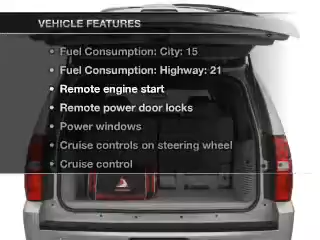 VEHICLE FEATURES
• Fuel Consumption: City: 15
• Fuel Consumption: Highway: 21
• Remote engine start
• Remote power door locks
• Power windows
• Cruise controls on steering wheel
• Cruise control